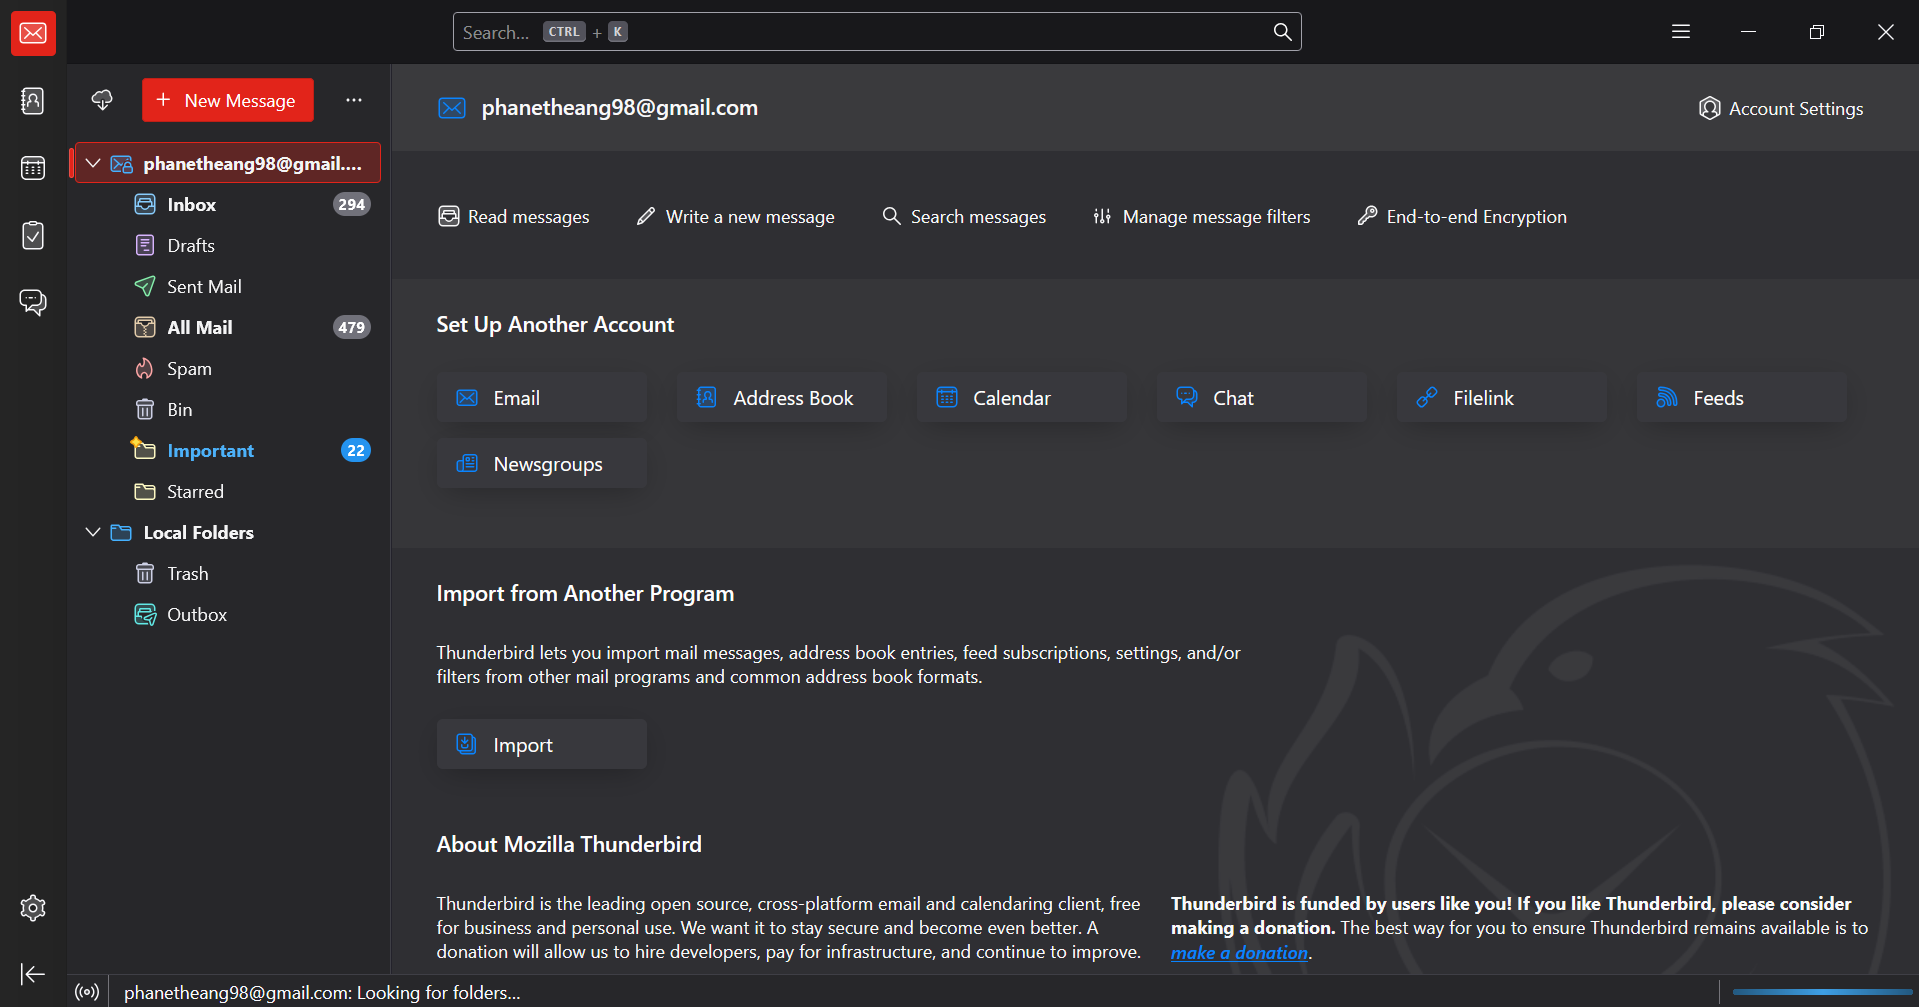 Search... CTRL + K
New Message
phanetheang98@gmail....
Inbox 294
Drafts
Sent Mail
All Mail 479
Spam
Bin
Important 22
Starred
Local Folders
Trash
Outbox
phanetheang98@gmail.com
Account Settings
Read messages
Write a new message
Search messages
Manage message filters
End-to-end Encryption
Set Up Another Account
Email
Address Book
Calendar
Chat
Filelink
Feeds
Newsgroups
Import from Another Program
Thunderbird lets you import mail messages, address book entries, feed subscriptions, settings, and/or
filters from other mail programs and common address book formats.
Import
About Mozilla Thunderbird
Thunderbird is the leading open source, cross-platform email and calendaring client, free
for business and personal use. We want it to stay secure and become even better. A
donation will allow us to hire developers, pay for infrastructure, and continue to improve.
Thunderbird is funded by users like you! If you like Thunderbird, please consider
making a donation. The best way for you to ensure Thunderbird remains available is to
make a donation.
phanetheang98@gmail.com: Looking for folders...